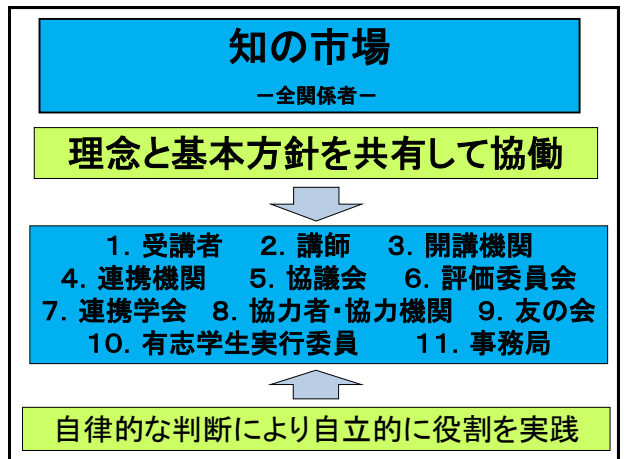 知の市場
－全関係者－
理念と基本方針を共有して協働
１．受講者　２．講師　３．開講機関
４．連携機関　５．協議会　６．評価委員会
７．連携学会　８．協力者・協力機関　９．友の会
１０．有志学生実行委員　１１．事務局
自律的な判断により自立的に役割を実践